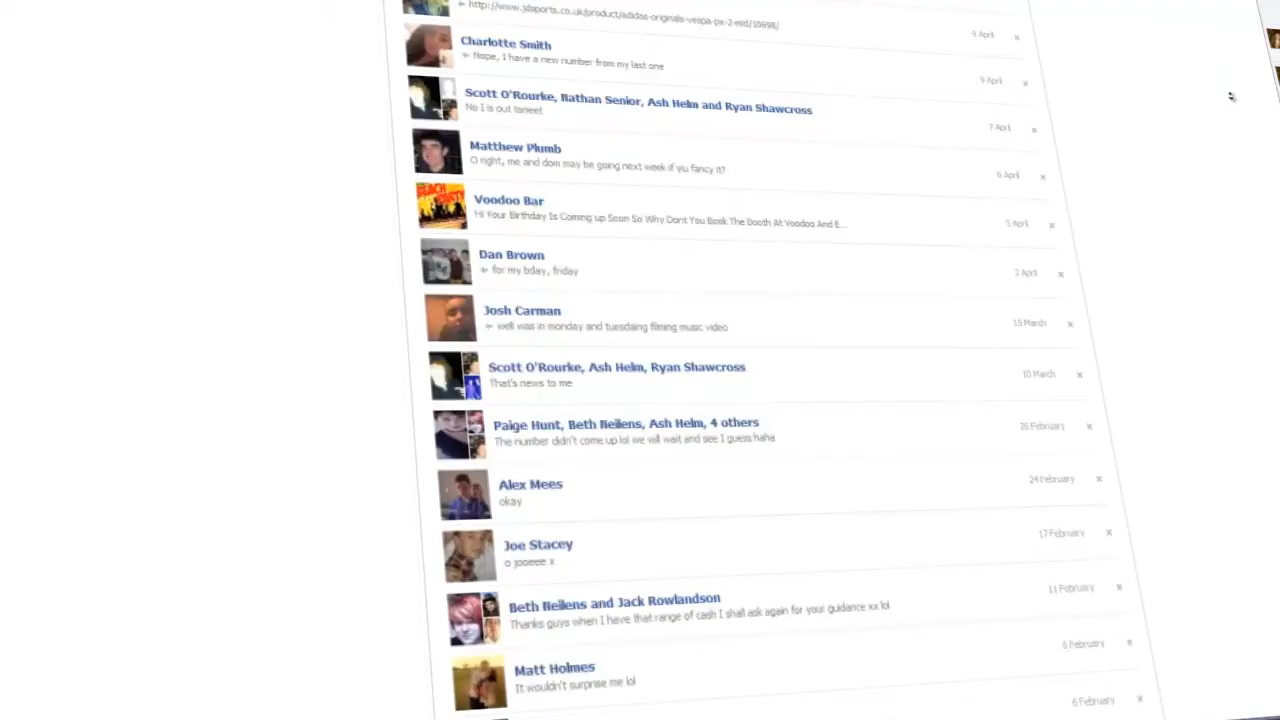 ← http://www.jdsports.co.uk/product/adidas-originals-vespa-px-2-mid/10698/
9 April ×
Charlotte Smith
← Nope, I have a new number from my last one
9 April ×
Scott O'Rourke, Nathan Senior, Ash Helm and Ryan Shawcross
No I is out toneet
7 April ×
Matthew Plumb
O right, me and dom may be going next week if yu fancy it?
6 April ×
Voodoo Bar
Hi Your Birthday Is Coming up Soon So Why Dont You Book The Booth At Voodoo And E...
5 April ×
Dan Brown
← for my bday, friday
2 April ×
Josh Carman
← well was in monday and tuesdaing filming music video
15 March ×
Scott O'Rourke, Ash Helm, Ryan Shawcross
That's news to me
10 March ×
Paige Hunt, Beth Neilens, Ash Helm, 4 others
The number didn't come up lol we will wait and see I guess haha
26 February ×
Alex Mees
okay
24 February ×
Joe Stacey
o jooeee x
17 February ×
Beth Neilens and Jack Rowlandson
Thanks guys when I have that range of cash I shall ask again for your guidance xx lol
11 February ×
Matt Holmes
It wouldn't surprise me lol
6 February ×
6 February ×